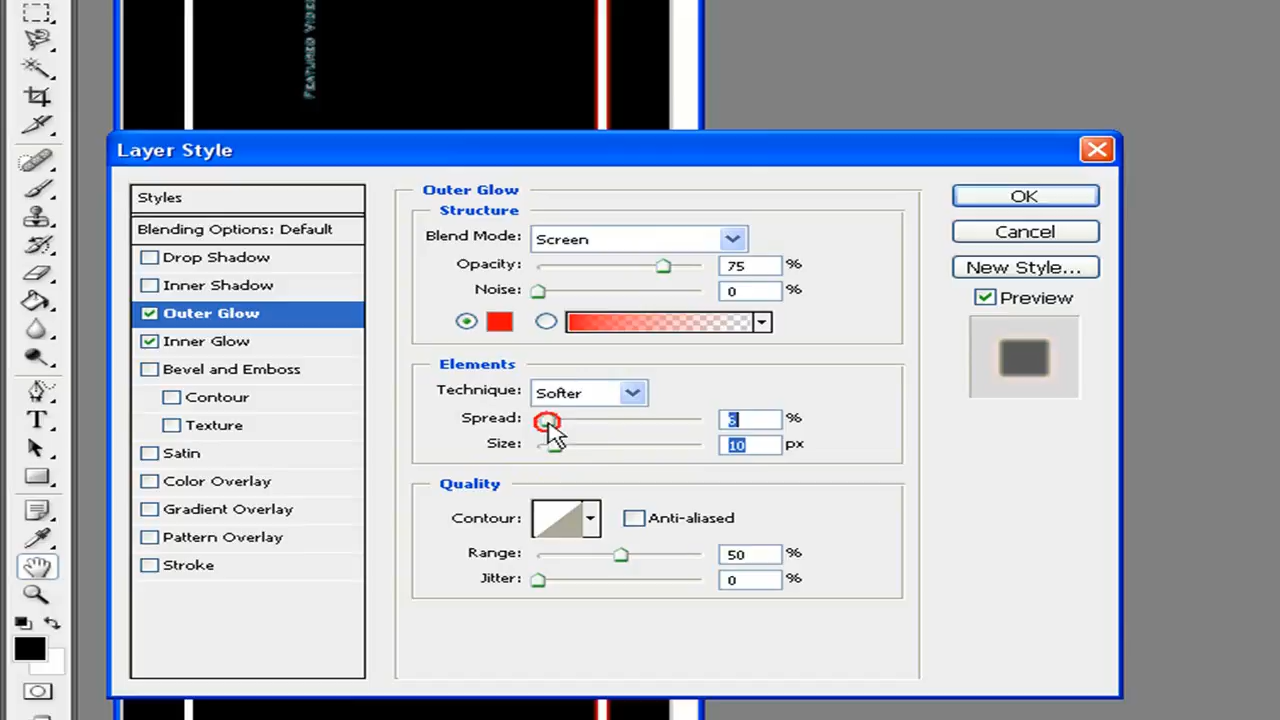 Layer Style
Styles
Blending Options: Default
Drop Shadow
Inner Shadow
Outer Glow
Inner Glow
Bevel and Emboss
Contour
Texture
Satin
Color Overlay
Gradient Overlay
Pattern Overlay
Stroke
Outer Glow
Structure
Blend Mode: Screen
Opacity: 75 %
Noise: 0 %
Elements
Technique: Softer
Spread: %
Size: 10 px
Quality
Contour: Anti-aliased
Range: 50 %
Jitter: 0 %
OK
Cancel
New Style...
Preview
Featured